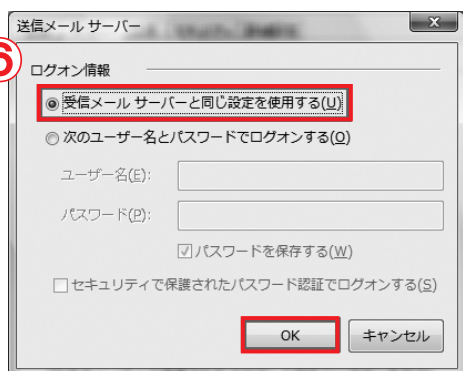 送信メール サーバー
6
ログオン情報
受信メール サーバーと同じ設定を使用する(U)
次のユーザー名とパスワードでログオンする(O)
ユーザー名(E):
パスワード(P):
パスワードを保存する(W)
セキュリティで保護されたパスワード認証でログオンする(S)
OK キャンセル